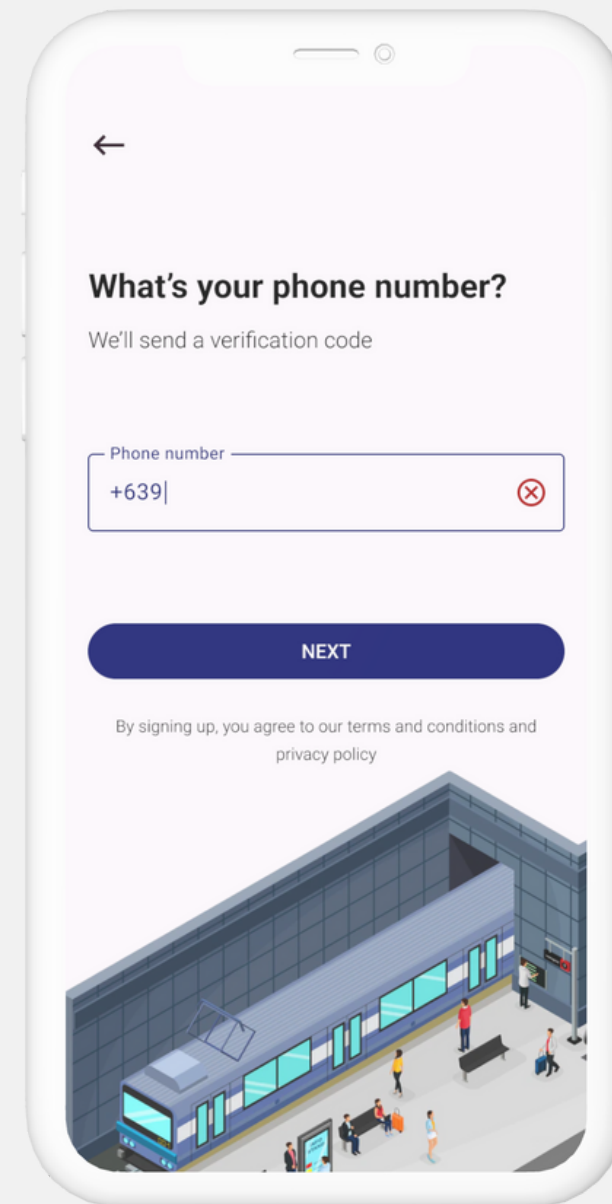 What's your phone number?
We'll send a verification code
Phone number
+639
NEXT
By signing up, you agree to our terms and conditions and
privacy policy